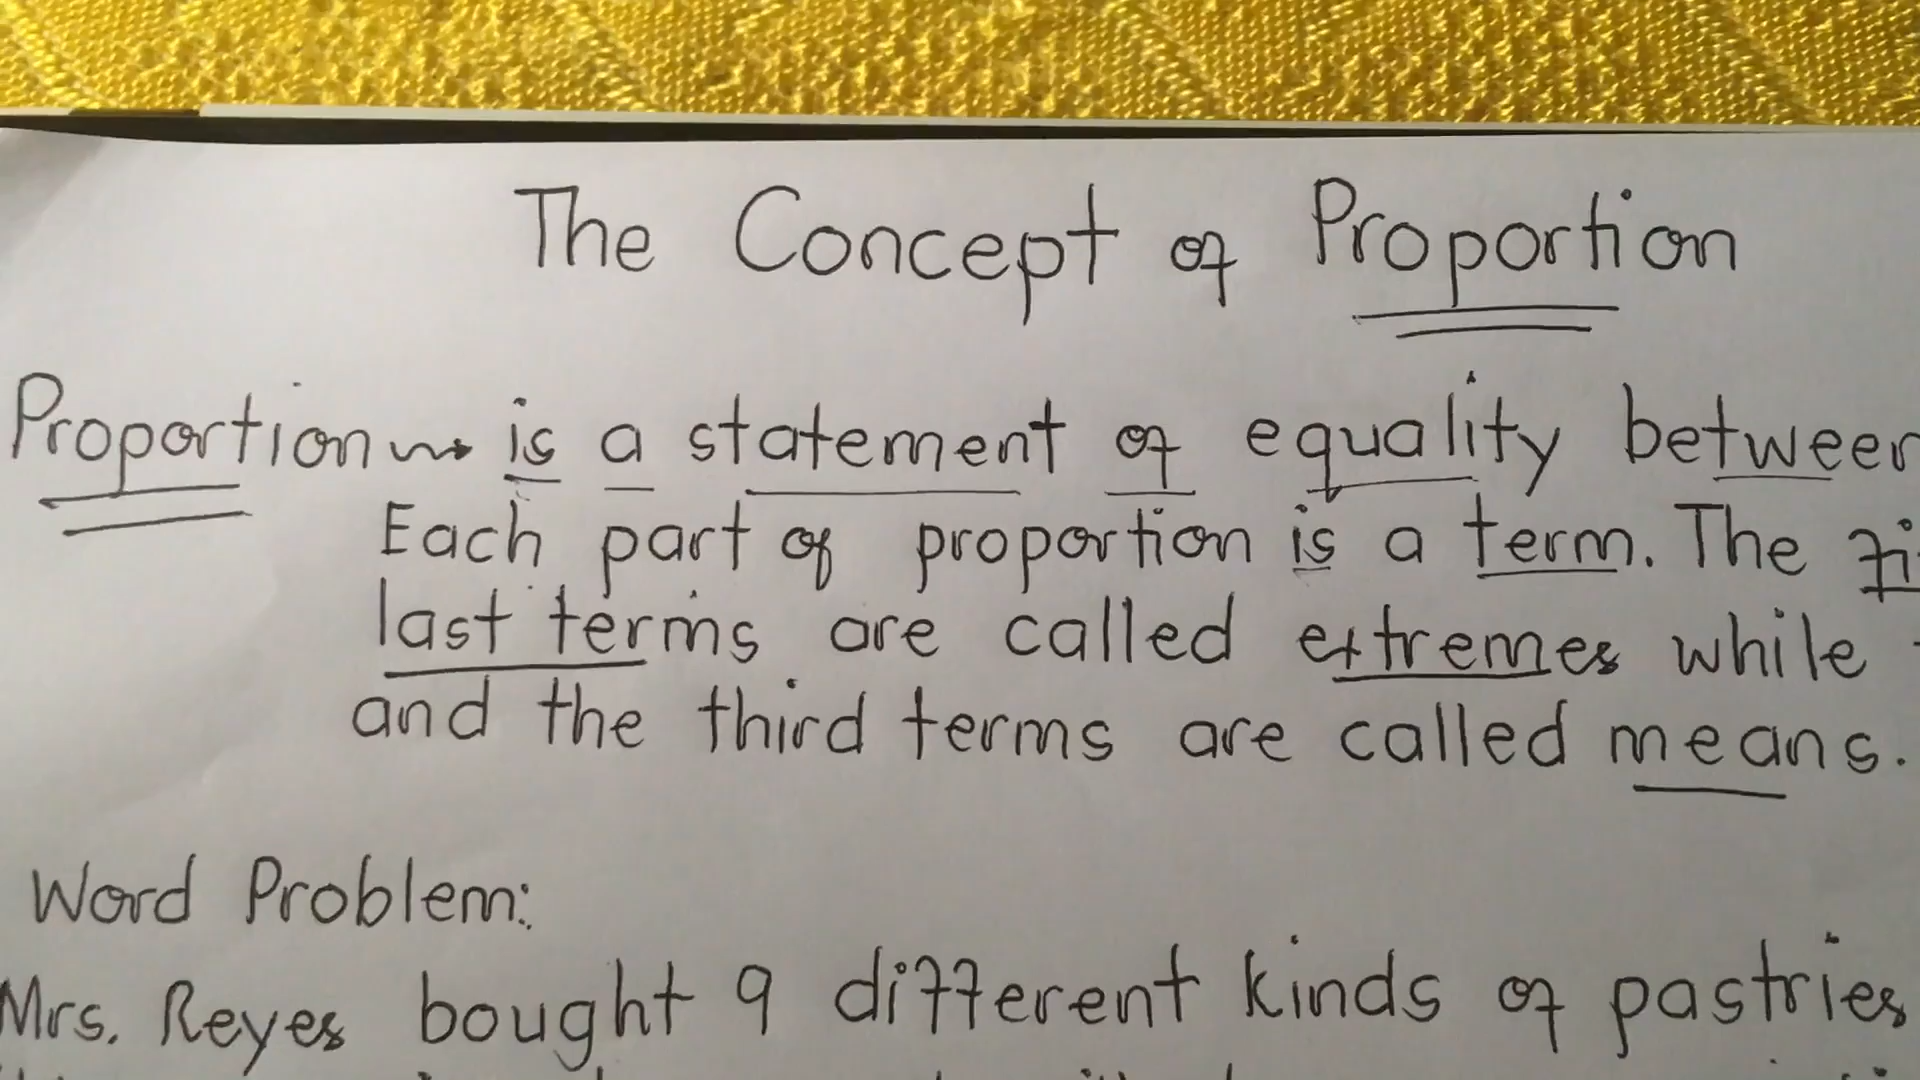 The Concept of Proportion
Proportion is a statement of equality between
Each part of proportion is a term. The
last terms are called extremes while
and the third terms are called means.
Word Problem:
Mrs. Reyes bought 9 different kinds of pastries